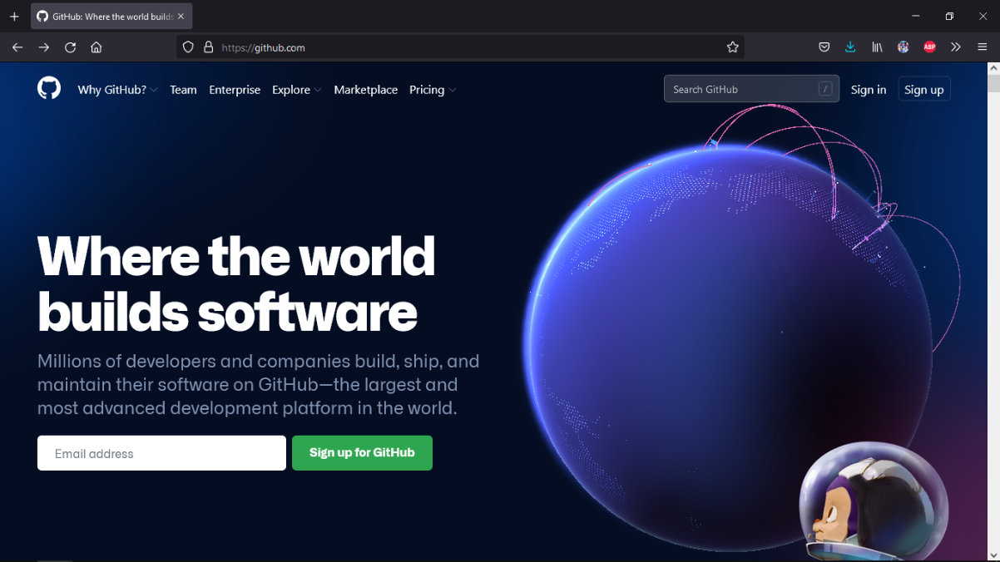 GitHub: Where the world builds
https://github.com
ABP
Why GitHub? Team Enterprise Explore Marketplace Pricing
Search GitHub /
Sign in Sign up
Where the world
builds software
Millions of developers and companies build, ship, and
maintain their software on GitHub—the largest and
most advanced development platform in the world.
Email address
Sign up for GitHub